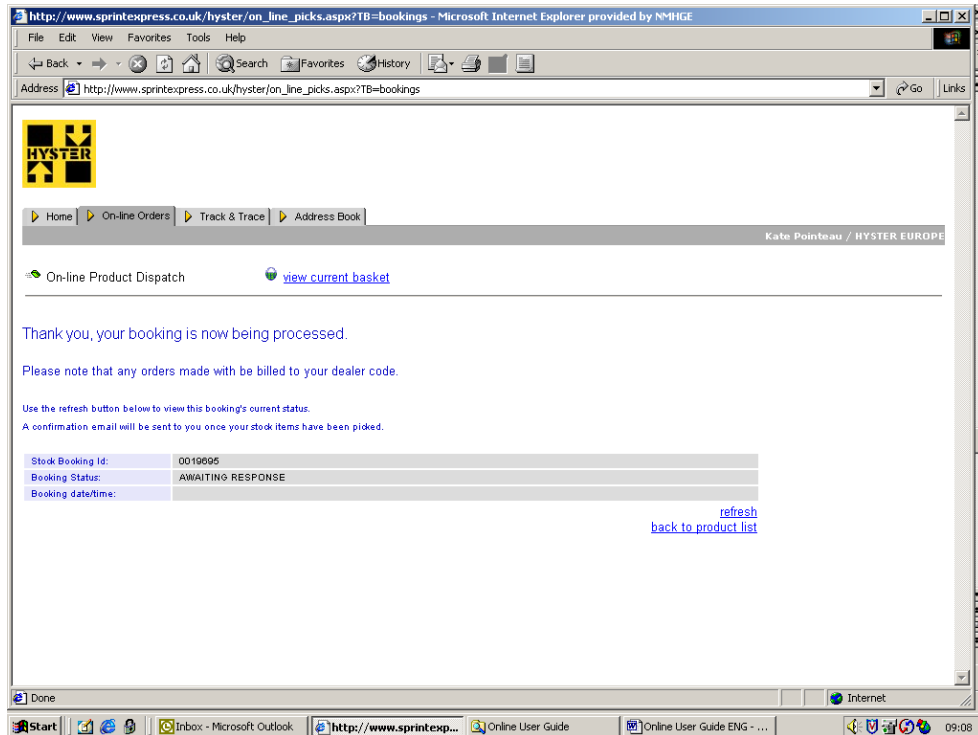 http://www.sprintexpress.co.uk/hyster/on_line_picks.aspx?TB=bookings - Microsoft Internet Explorer provided by NMHGE
File Edit View Favorites Tools Help
Back Search Favorites History
Address http://www.sprintexpress.co.uk/hyster/on_line_picks.aspx?TB=bookings Go Links
HYSTER
Home On-line Orders Track & Trace Address Book
Kate Pointeau / HYSTER EUROPE
On-line Product Dispatch view current basket
Thank you, your booking is now being processed.
Please note that any orders made with be billed to your dealer code.
Use the refresh button below to view this booking's current status.
A confirmation email will be sent to you once your stock items have been picked.
Stock Booking Id: 0019695
Booking Status: AWAITING RESPONSE
Booking date/time:
refresh
back to product list
Done Internet
Start Inbox - Microsoft Outlook http://www.sprintexp... Online User Guide Online User Guide ENG - ... 09:08